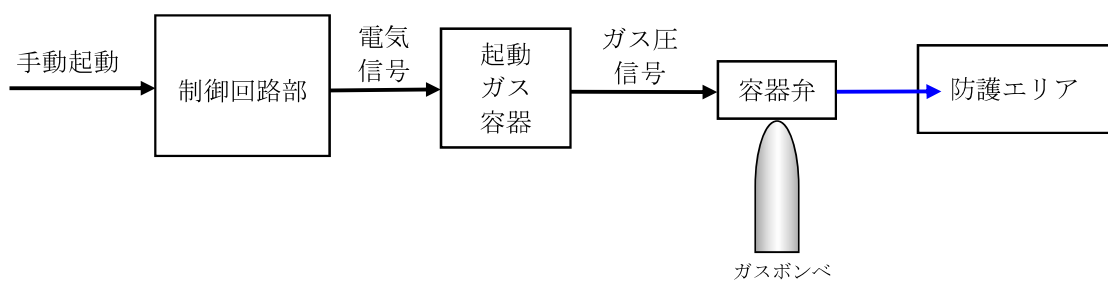 手動起動
制御回路部
電気
信号
起動
ガス
容器
ガス圧
信号
容器弁
防護エリア
ガスボンベ